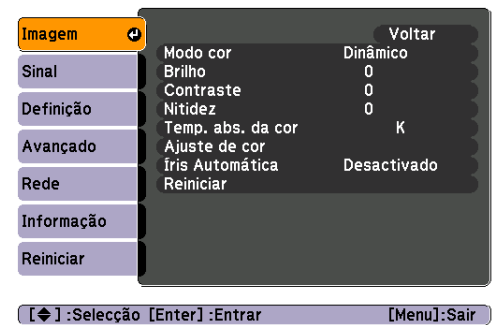 Imagem
Sinal
Definição
Avançado
Rede
Informação
Reiniciar
Voltar
Modo cor Dinâmico
Brilho 0
Contraste 0
Nitidez 0
Temp. abs. da cor K
Ajuste de cor
Íris Automática Desactivado
Reiniciar
[◆] :Selecção [Enter] :Entrar [Menu]:Sair